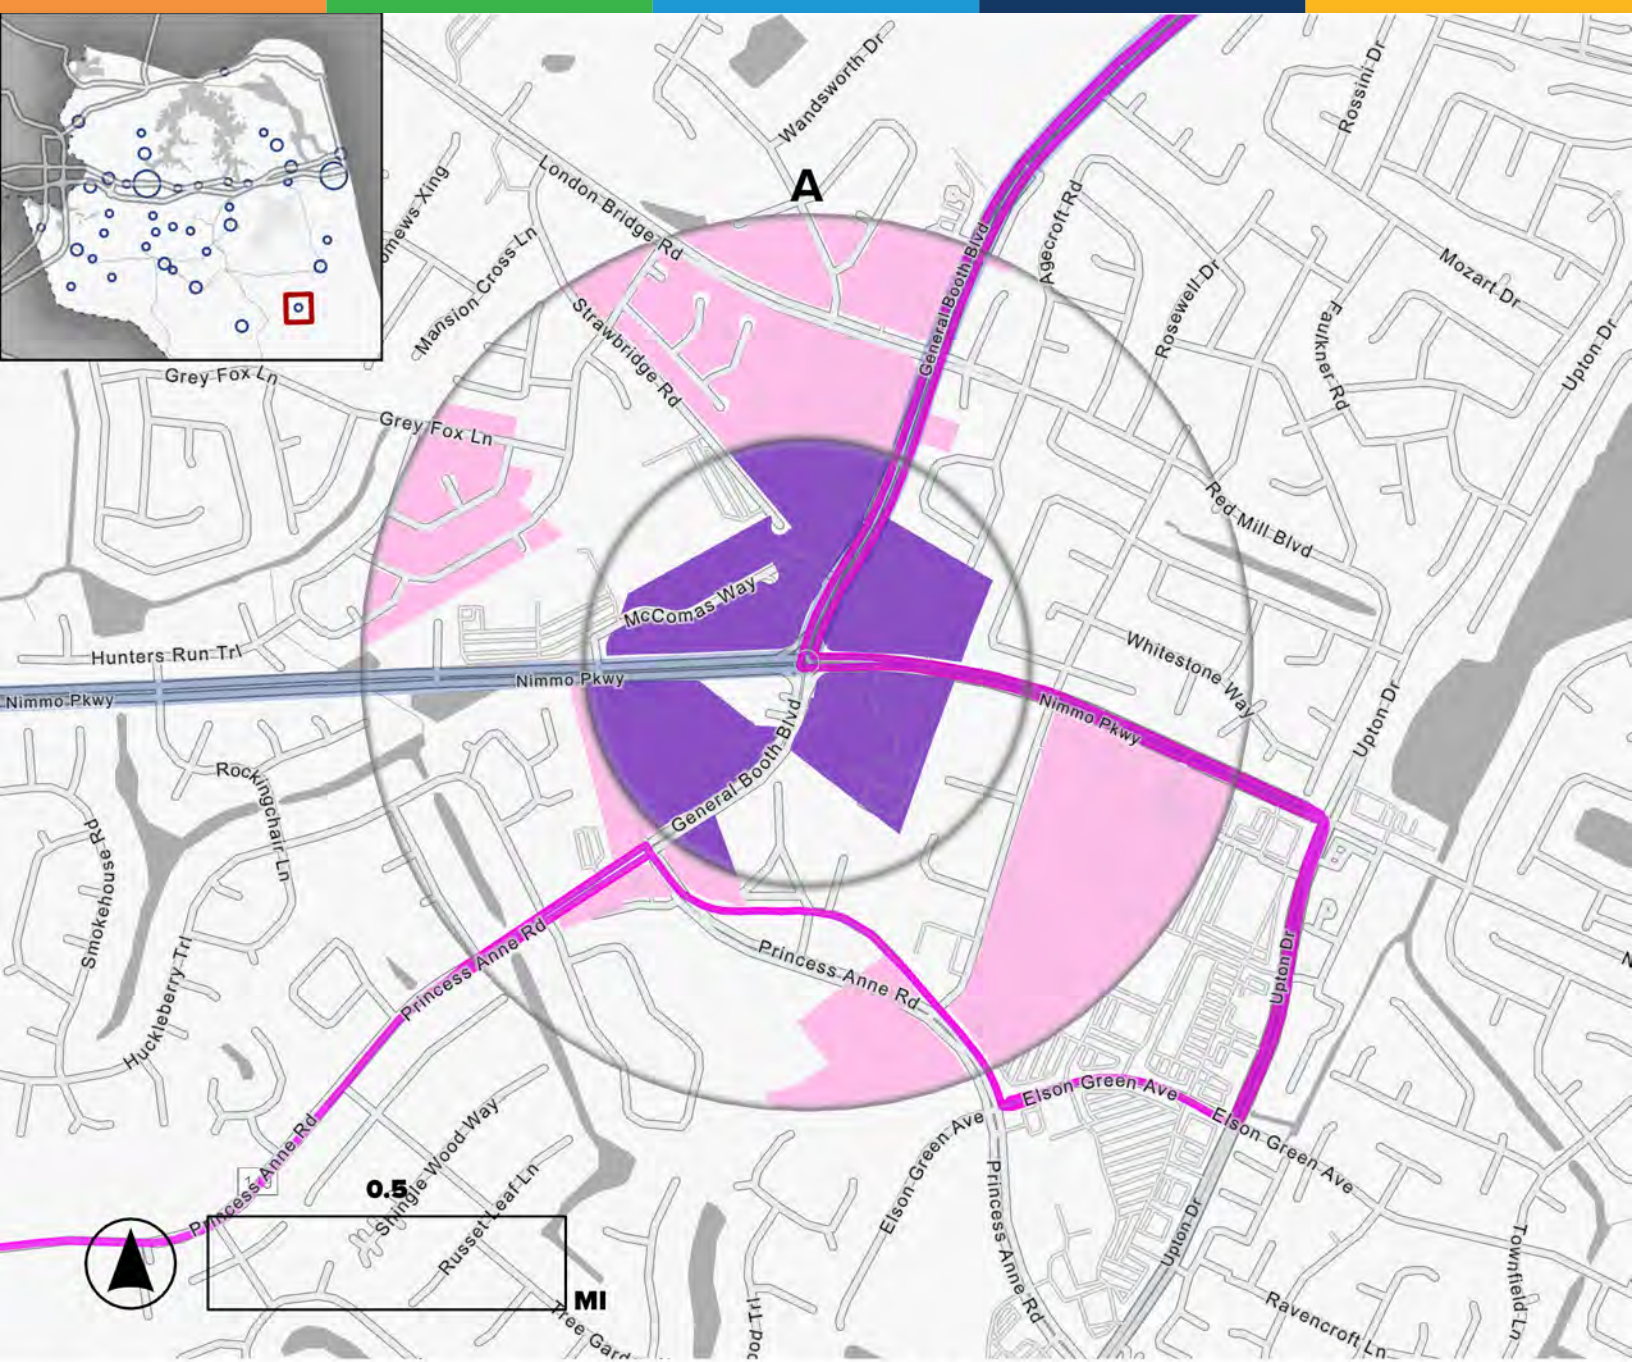 Wandsworth Dr
Rossini Dr
A
London Bridge Rd
Mansion Cross Ln
Agecroft Rd
General Booth Blvd
Mozart Dr
Rosewell Dr
Faulkner Rd
Upton Dr
Strawbridge Rd
Grey Fox Ln
Grey Fox Ln
Red Mill Blvd
McComas Way
Hunters Run Trl
Nimmo Pkwy
Nimmo Pkwy
Whitestone Way
Nimmo Pkwy
Upton Dr
General Booth Blvd
Rockingchair Ln
Smokehouse Rd
Huckleberry Trl
Princess Anne Rd
Princess Anne Rd
Upton Dr
Elson Green Ave
Elson Green Ave
Elson Green Ave
Princess Anne Rd
Princess Anne Rd
Shingle Wood Way
Russet Leaf Ln
0.5
MI
Upton Dr
Townfield Ln
Ravencroft Ln